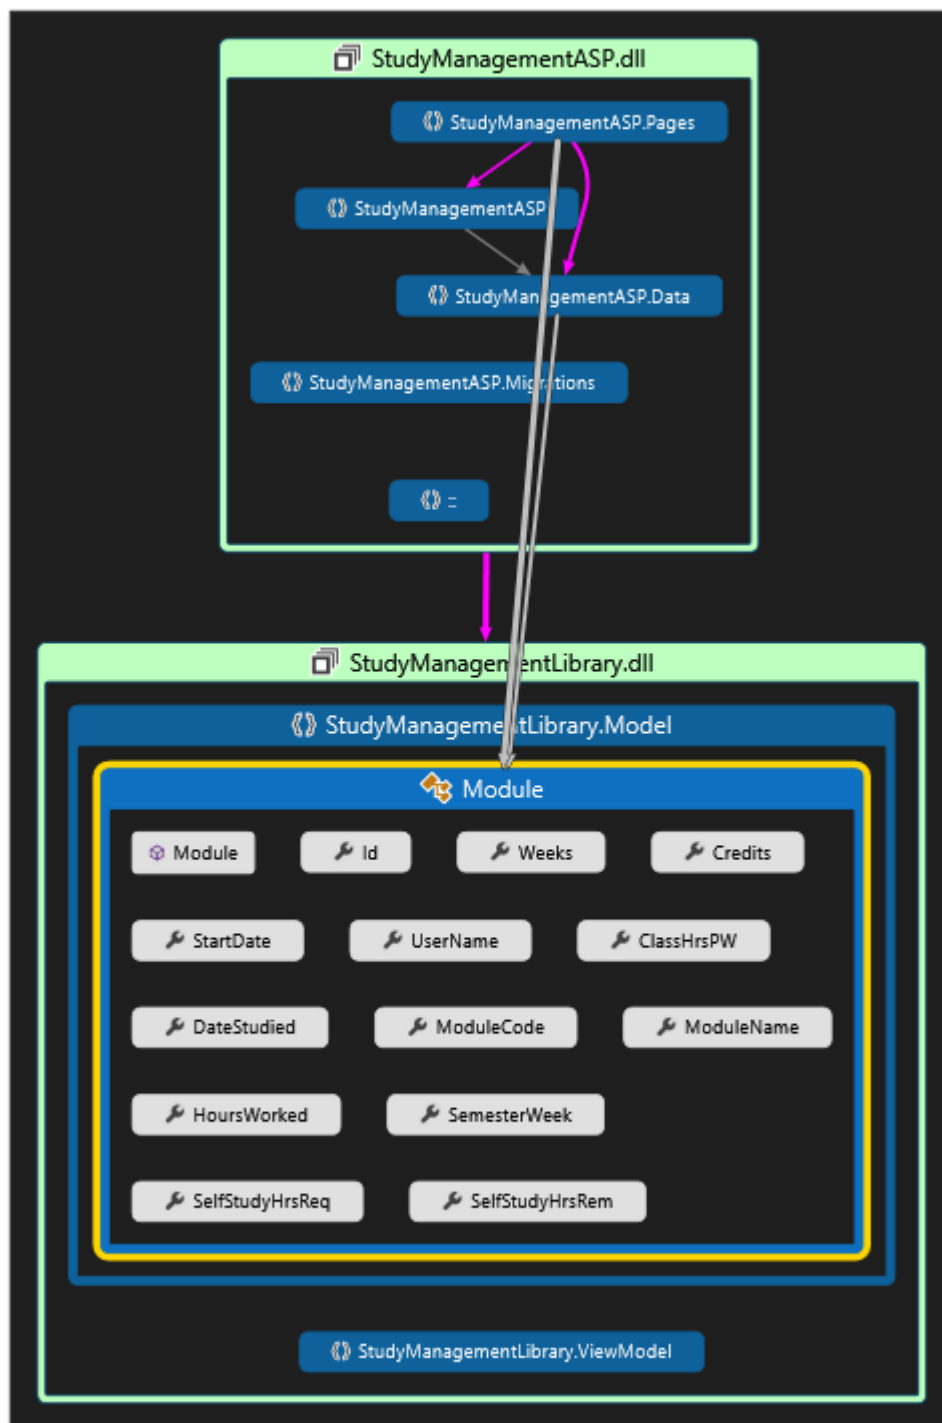 StudyManagementASP.dll
StudyManagementASP.Pages
StudyManagementASP
StudyManagementASP.Data
StudyManagementASP.Migrations
::
StudyManagementLibrary.dll
StudyManagementLibrary.Model
Module
Module Id Weeks Credits
StartDate UserName ClassHrsPW
DateStudied ModuleCode ModuleName
HoursWorked SemesterWeek
SelfStudyHrsReq SelfStudyHrsRem
StudyManagementLibrary.ViewModel